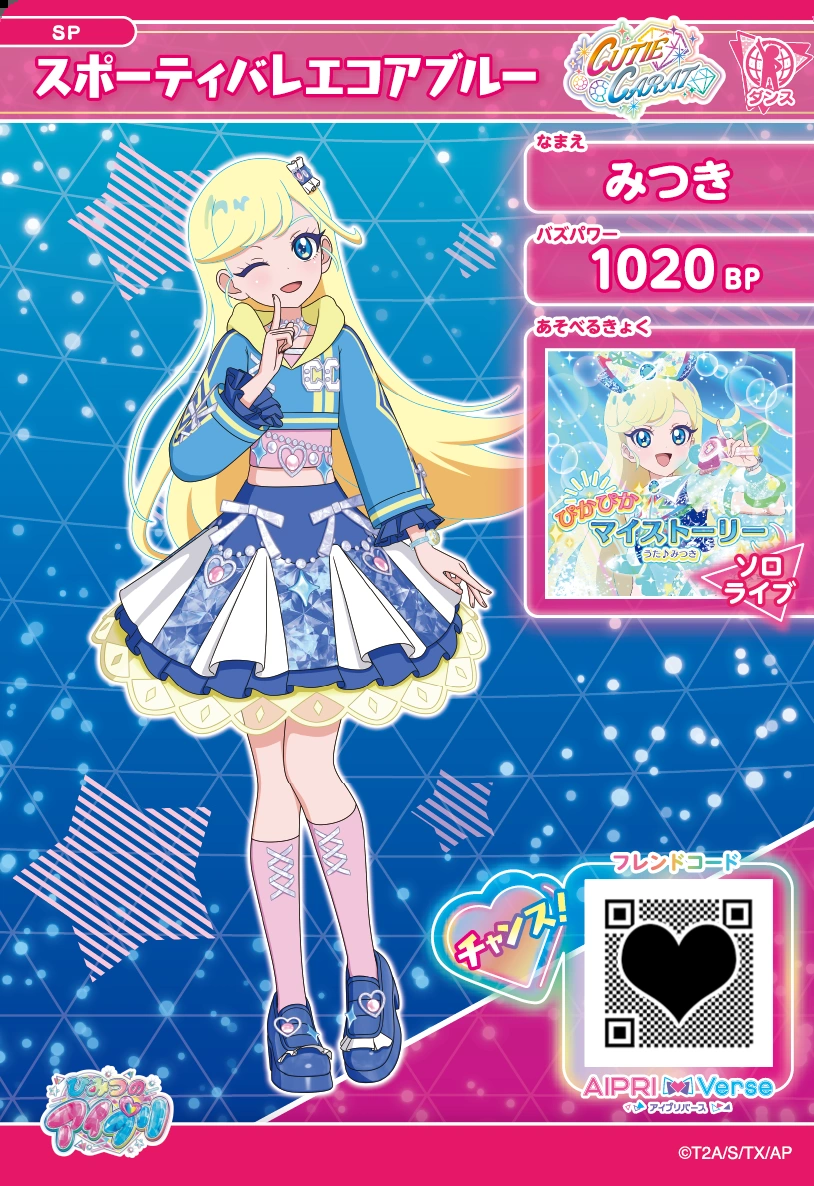 SP
スポーティバレエコアブルー
CUTIE
CARAT
ダンス
なまえ
みつき
バズパワー
1020 BP
あそべるきょく
ぴかぴか
マイストーリー
うた♪みつき
ソロ
ライブ
フレンドコード
チャンス!
AIPRI Verse
アイプリバース
ひみつの
アイプリ
©T2A/S/TX/AP